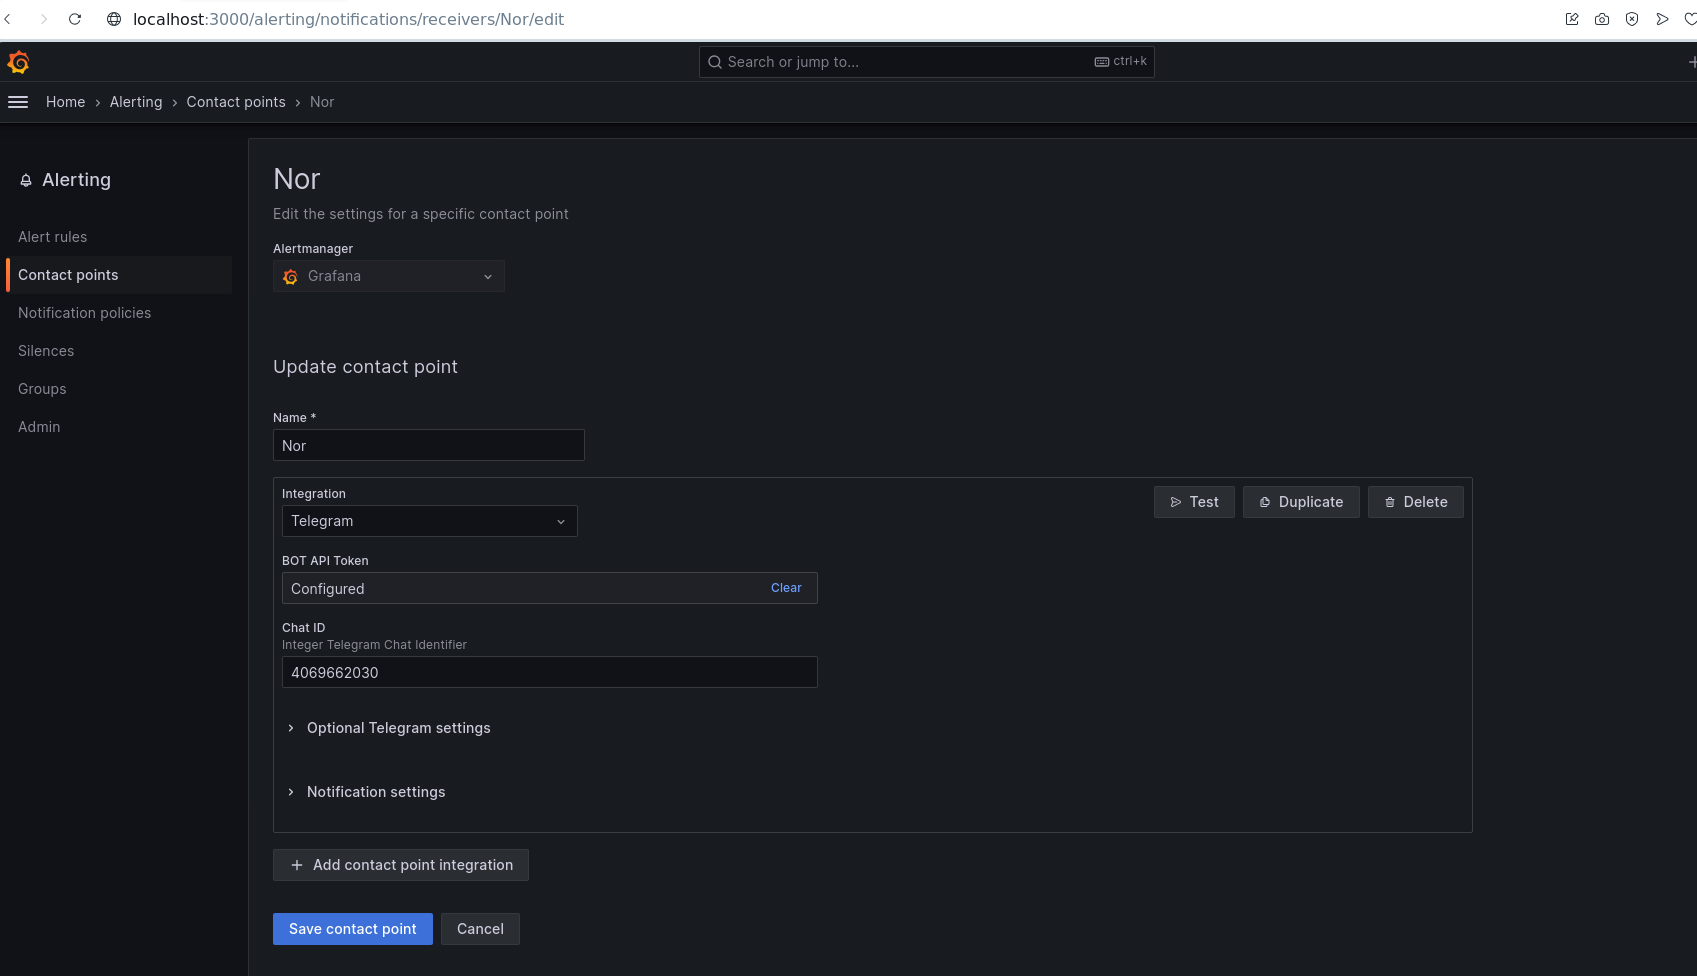 localhost:3000/alerting/notifications/receivers/Nor/edit
Search or jump to...
ctrl+k
Home › Alerting › Contact points › Nor
Alerting
Alert rules
Contact points
Notification policies
Silences
Groups
Admin
Nor
Edit the settings for a specific contact point
Alertmanager
Grafana
Update contact point
Name *
Nor
Integration
Telegram
Test
Duplicate
Delete
BOT API Token
Configured
Clear
Chat ID
Integer Telegram Chat Identifier
4069662030
Optional Telegram settings
Notification settings
Add contact point integration
Save contact point
Cancel